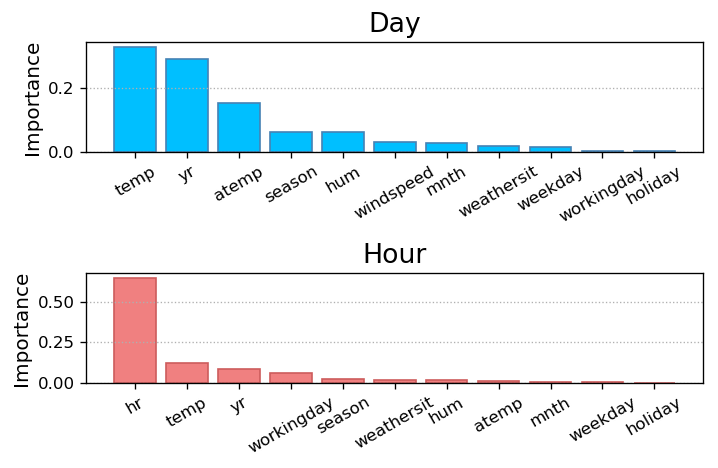 Day
Importance
0.2
0.0
temp yr atemp season hum windspeed mnth weathersit weekday workingday holiday
Hour
Importance
0.50
0.25
0.00
hr temp yr workingday season weathersit hum atemp mnth weekday holiday